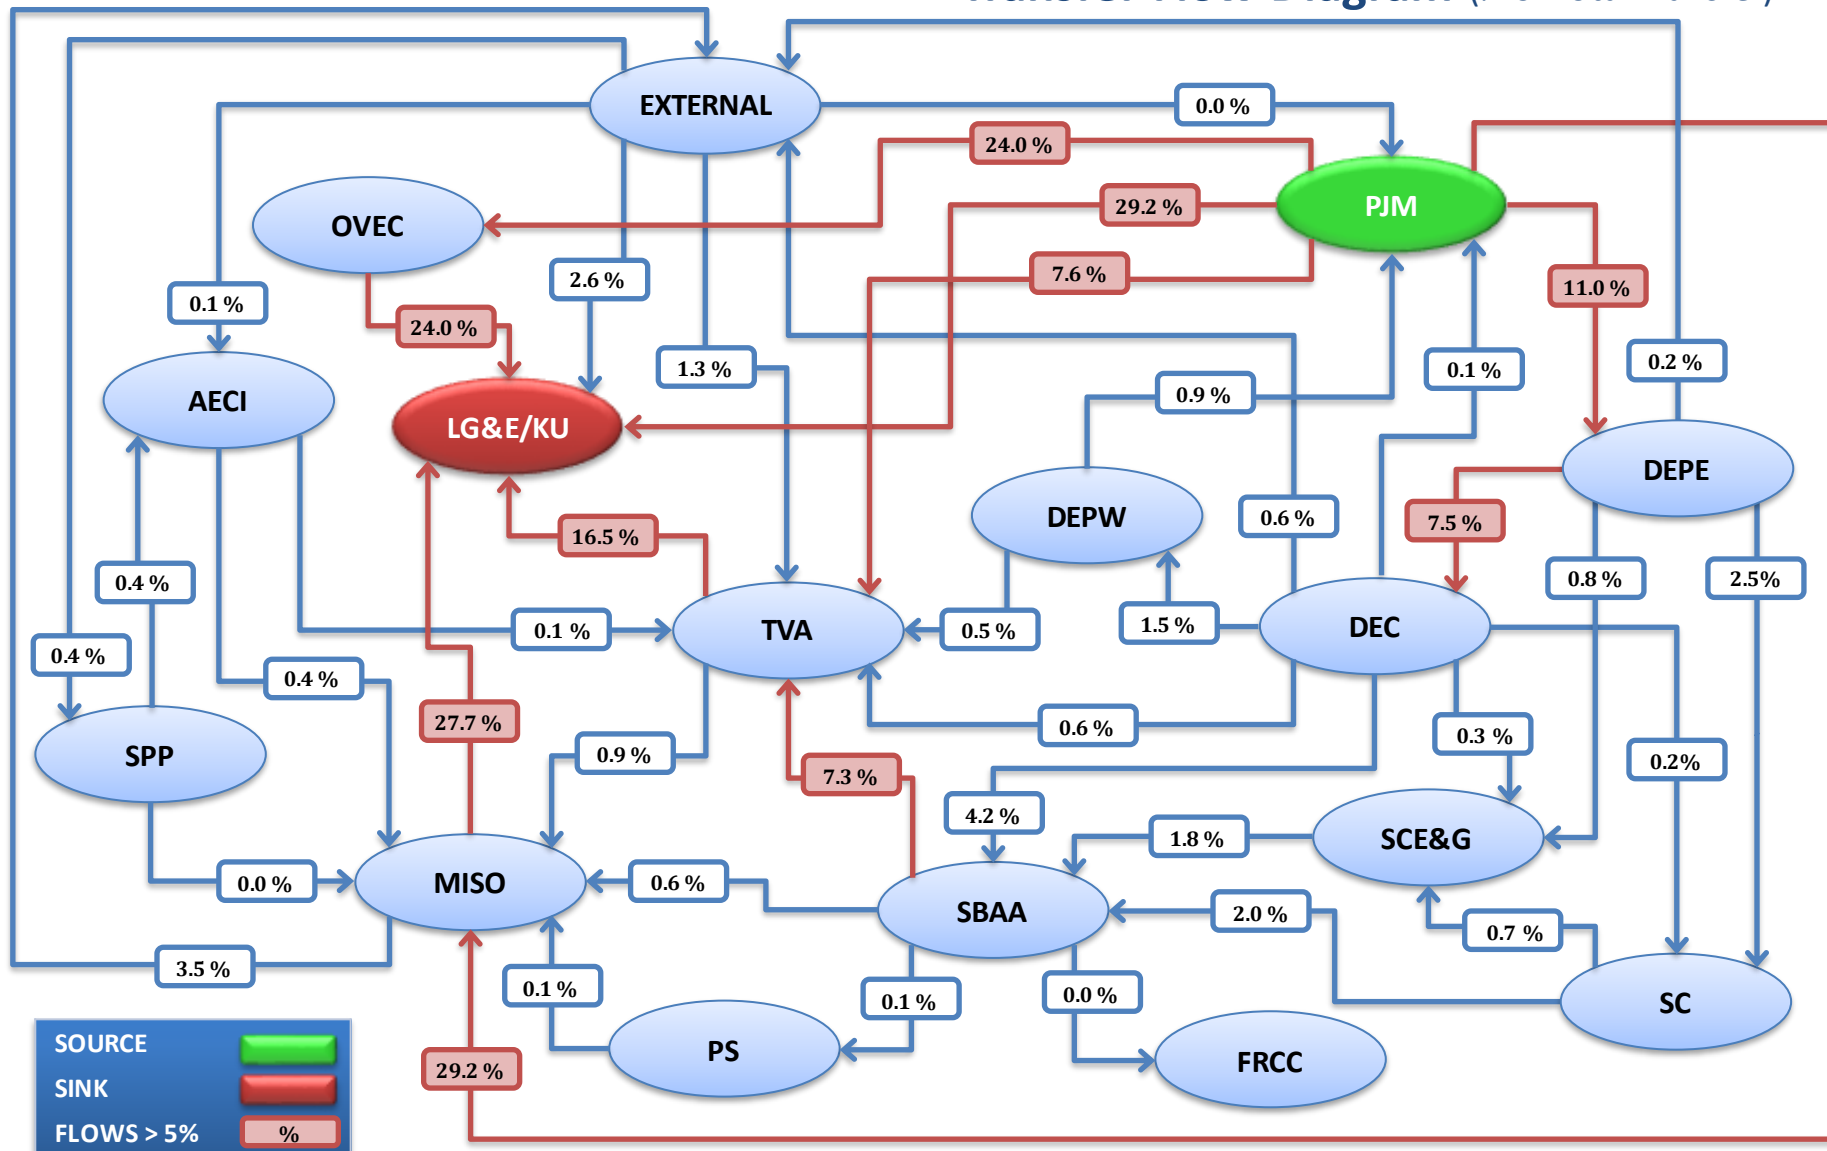 EXTERNAL
0.0 %
24.0 %
PJM
29.2 %
OVEC
7.6 %
2.6 %
11.0 %
0.1 %
24.0 %
1.3 %
0.1 %
0.2 %
0.9 %
AECI
LG&E/KU
DEPE
DEPW
0.6 %
7.5 %
16.5 %
0.4 %
0.8 %
2.5%
0.1 %
TVA
0.5 %
1.5 %
DEC
0.4 %
0.4 %
27.7 %
0.6 %
0.3 %
SPP
0.9 %
0.2%
7.3 %
4.2 %
1.8 %
SCE&G
0.0 %
MISO
0.6 %
SBAA
2.0 %
0.7 %
3.5 %
0.1 %
0.1 %
0.0 %
SC
SOURCE
PS
FRCC
29.2 %
SINK
FLOWS > 5%
%